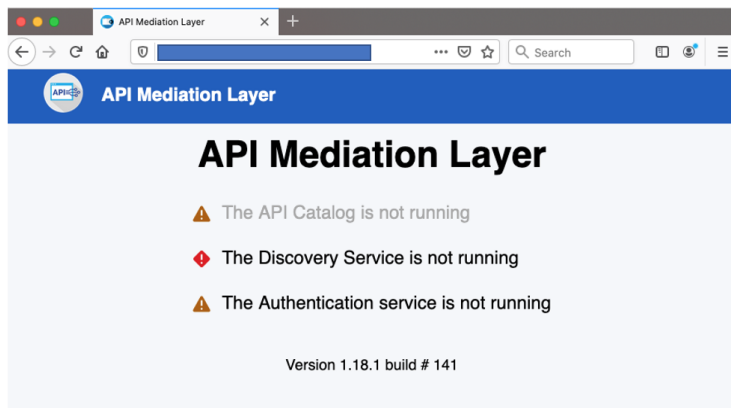 API Mediation Layer
Search
API
API Mediation Layer
API Mediation Layer
The API Catalog is not running
The Discovery Service is not running
The Authentication service is not running
Version 1.18.1 build # 141